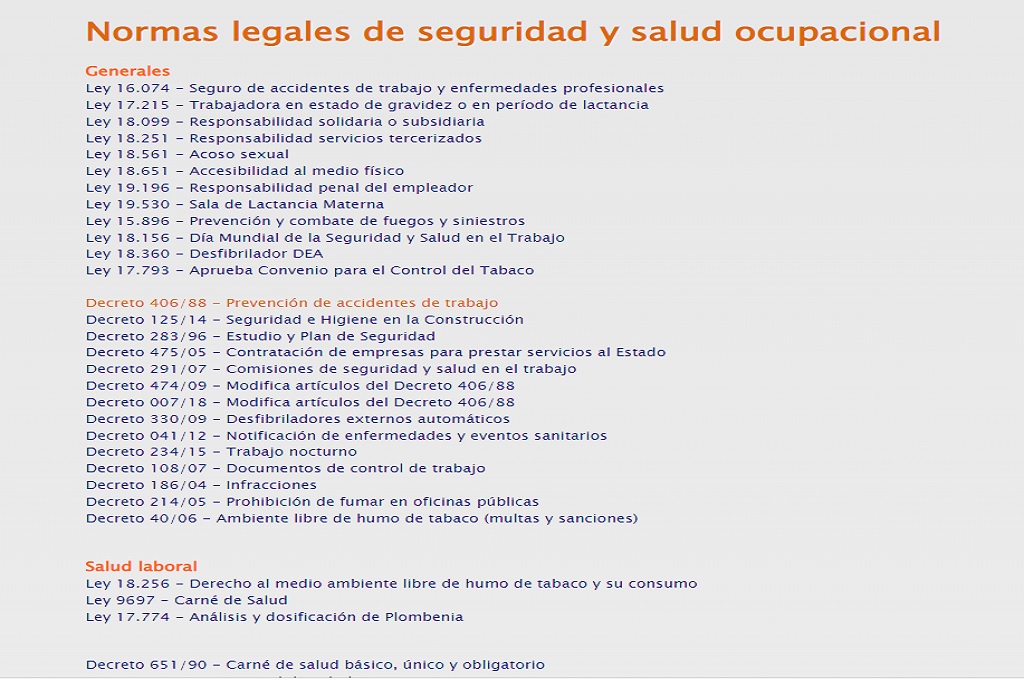 Normas legales de seguridad y salud ocupacional
Generales
Ley 16.074 – Seguro de accidentes de trabajo y enfermedades profesionales
Ley 17.215 – Trabajadora en estado de gravidez o en período de lactancia
Ley 18.099 – Responsabilidad solidaria o subsidiaria
Ley 18.251 – Responsabilidad servicios tercerizados
Ley 18.561 – Acoso sexual
Ley 18.651 – Accesibilidad al medio físico
Ley 19.196 – Responsabilidad penal del empleador
Ley 19.530 – Sala de Lactancia Materna
Ley 15.896 – Prevención y combate de fuegos y siniestros
Ley 18.156 – Día Mundial de la Seguridad y Salud en el Trabajo
Ley 18.360 – Desfibrilador DEA
Ley 17.793 – Aprueba Convenio para el Control del Tabaco
Decreto 406/88 – Prevención de accidentes de trabajo
Decreto 125/14 – Seguridad e Higiene en la Construcción
Decreto 283/96 – Estudio y Plan de Seguridad
Decreto 475/05 – Contratación de empresas para prestar servicios al Estado
Decreto 291/07 – Comisiones de seguridad y salud en el trabajo
Decreto 474/09 – Modifica artículos del Decreto 406/88
Decreto 007/18 – Modifica artículos del Decreto 406/88
Decreto 330/09 – Desfibriladores externos automáticos
Decreto 041/12 – Notificación de enfermedades y eventos sanitarios
Decreto 234/15 – Trabajo nocturno
Decreto 108/07 – Documentos de control de trabajo
Decreto 186/04 – Infracciones
Decreto 214/05 – Prohibición de fumar en oficinas públicas
Decreto 40/06 – Ambiente libre de humo de tabaco (multas y sanciones)
Salud laboral
Ley 18.256 – Derecho al medio ambiente libre de humo de tabaco y su consumo
Ley 9697 – Carné de Salud
Ley 17.774 – Análisis y dosificación de Plombenia
Decreto 651/90 – Carné de salud básico, único y obligatorio